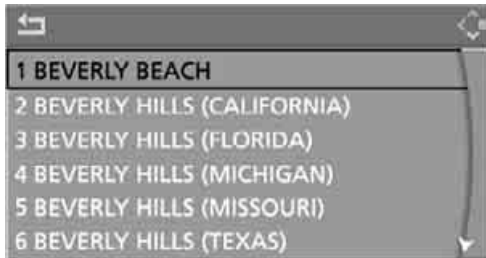 1 BEVERLY BEACH
2 BEVERLY HILLS (CALIFORNIA)
3 BEVERLY HILLS (FLORIDA)
4 BEVERLY HILLS (MICHIGAN)
5 BEVERLY HILLS (MISSOURI)
6 BEVERLY HILLS (TEXAS)